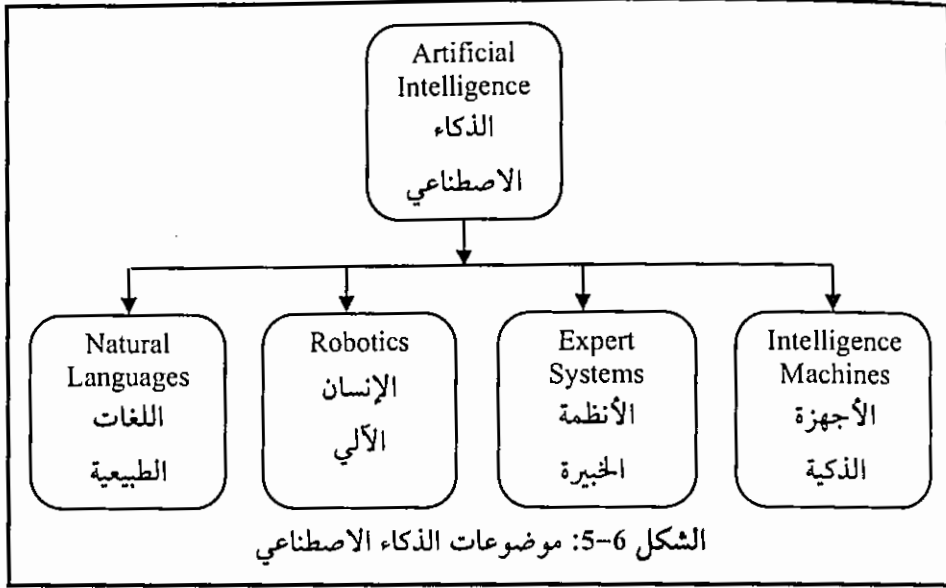 Artificial
Intelligence
الذكاء
الاصطناعي
Natural
Languages
اللغات
الطبيعية
Robotics
الإنسان
الآلي
Expert
Systems
الأنظمة
الخبيرة
Intelligence
Machines
الأجهزة
الذكية
الشكل 6-5: موضوعات الذكاء الاصطناعي